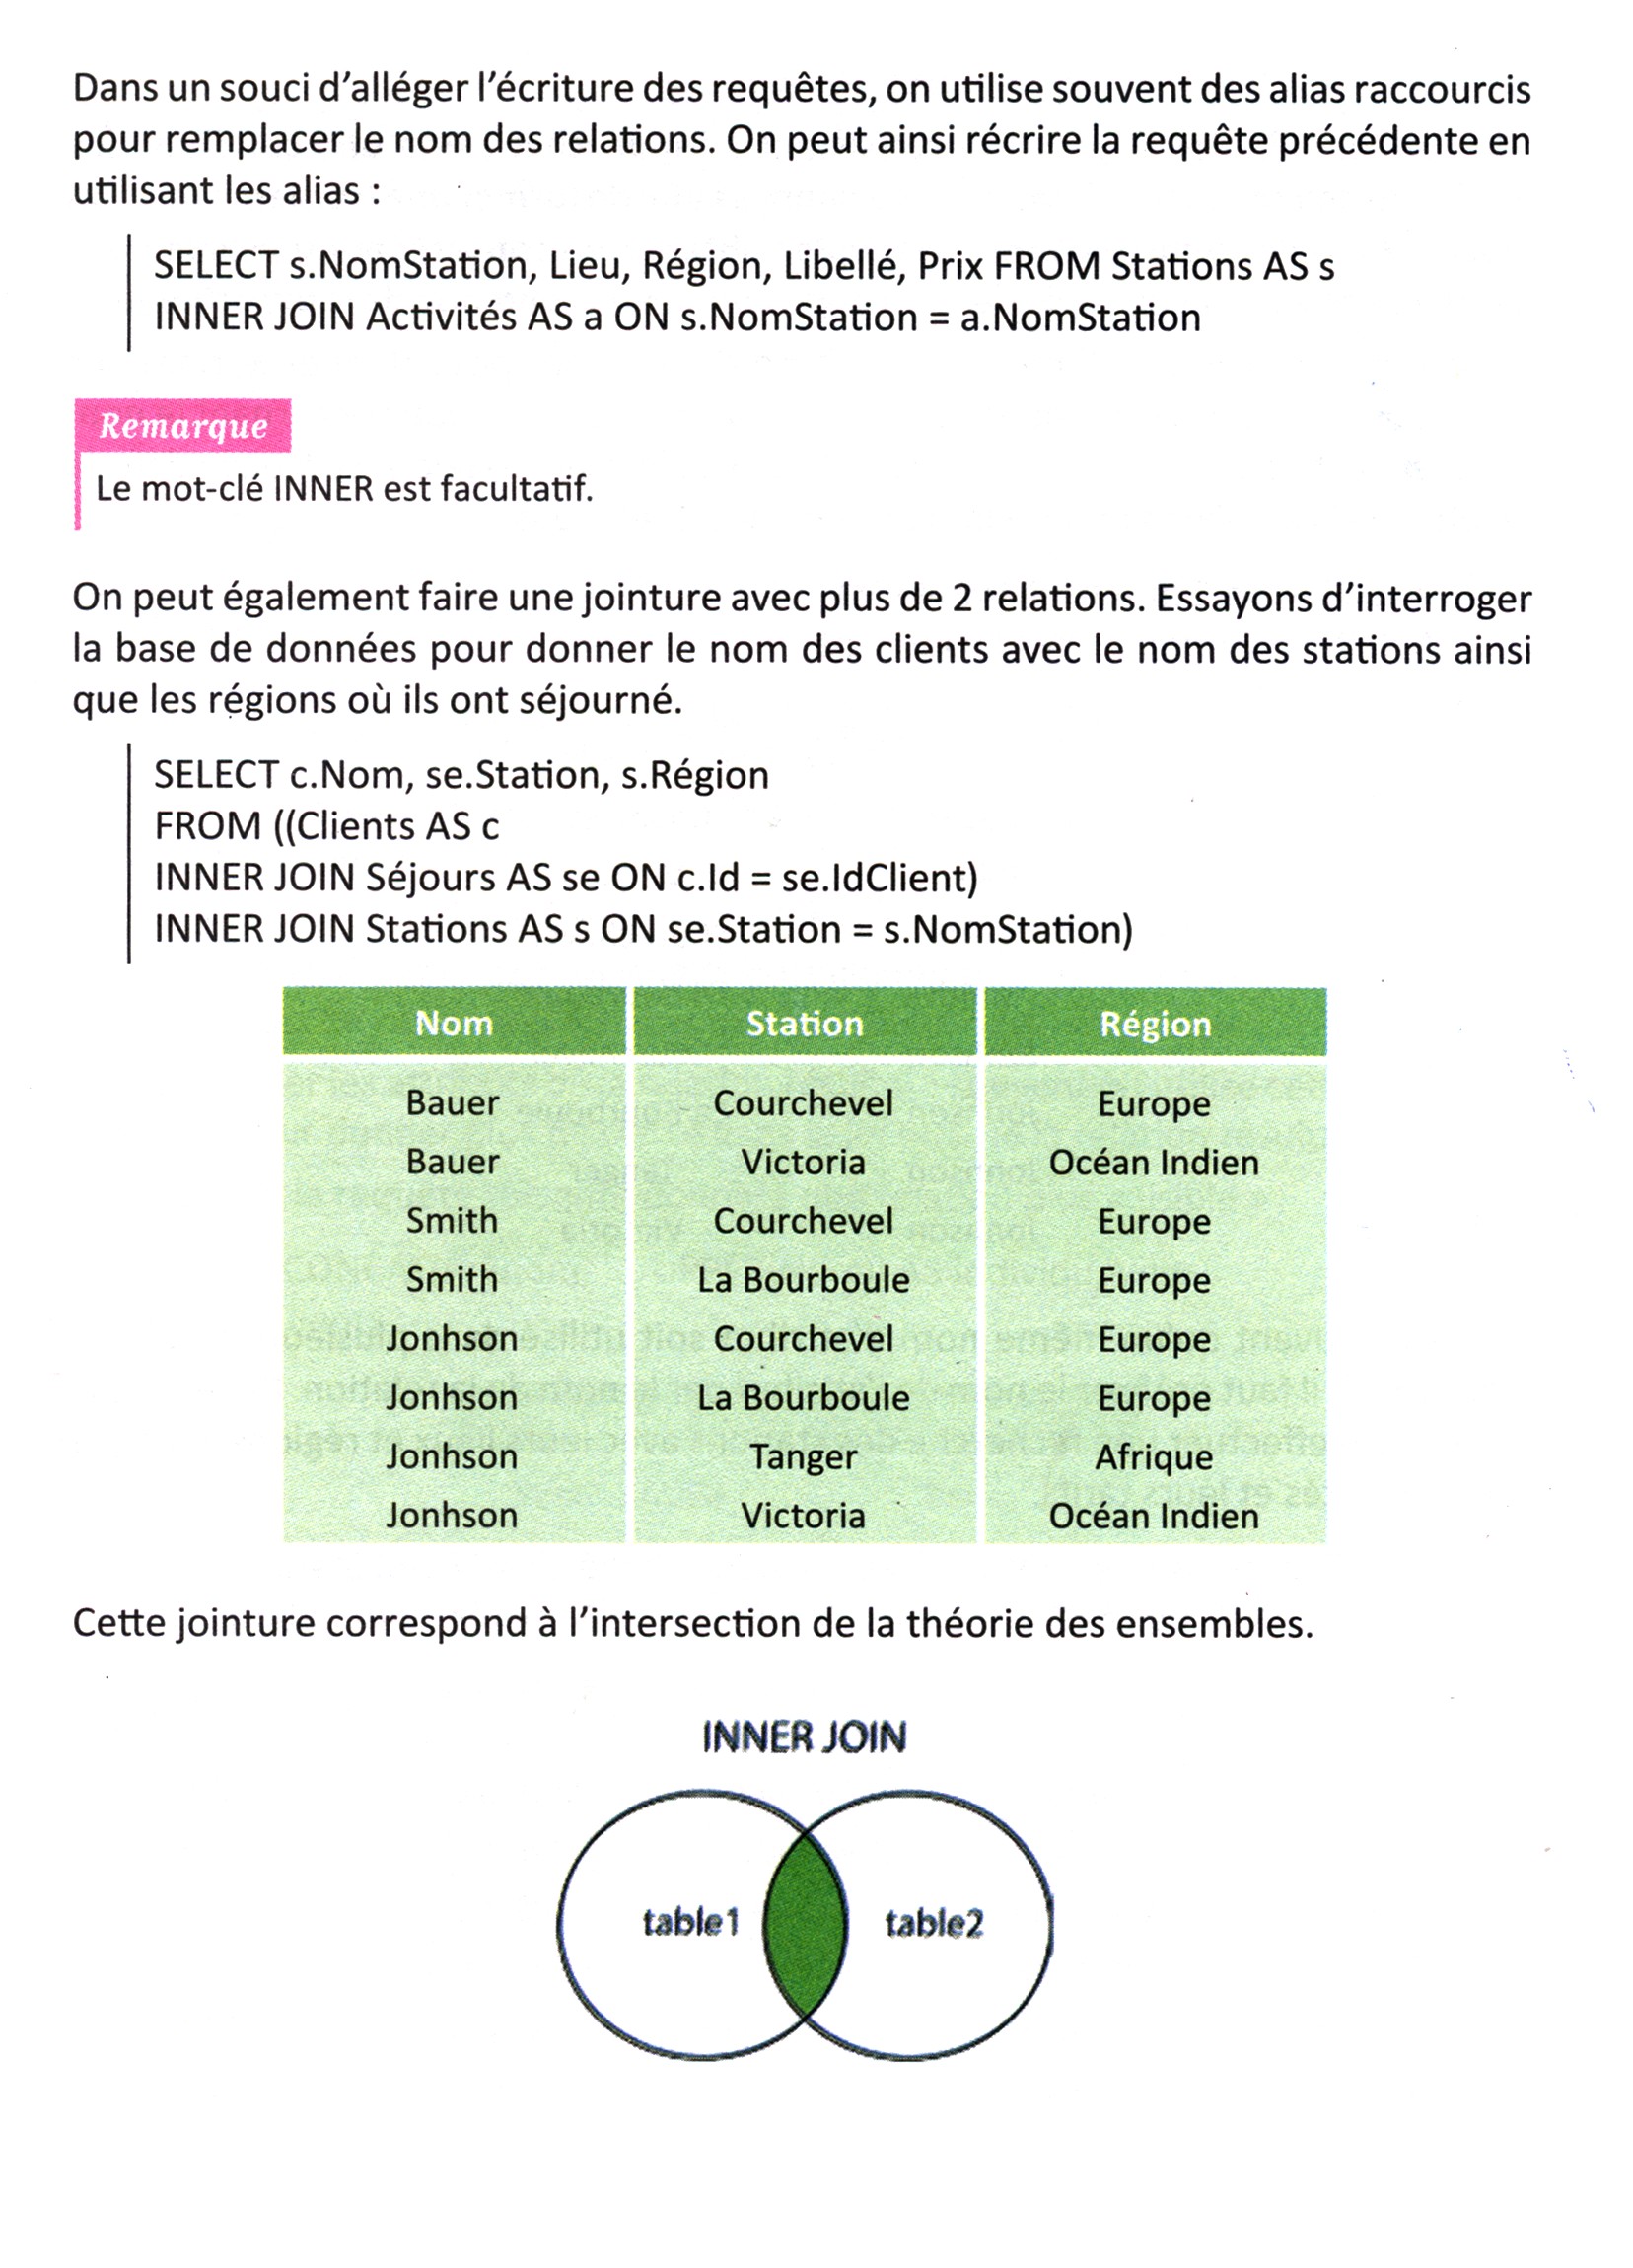 Dans un souci d’alléger l’écriture des requêtes, on utilise souvent des alias raccourcis
pour remplacer le nom des relations. On peut ainsi récrire la requête précédente en
utilisant les alias :
SELECT s.NomStation, Lieu, Région, Libellé, Prix FROM Stations AS s
INNER JOIN Activités AS a ON s.NomStation = a.NomStation
Remarque
Le mot-clé INNER est facultatif.
On peut également faire une jointure avec plus de 2 relations. Essayons d’interroger
la base de données pour donner le nom des clients avec le nom des stations ainsi
que les régions où ils ont séjourné.
SELECT c.Nom, se.Station, s.Région
FROM ((Clients AS c
INNER JOIN Séjours AS se ON c.Id = se.IdClient)
INNER JOIN Stations AS s ON se.Station = s.NomStation)
Nom Station Région
Bauer Courchevel Europe
Bauer Victoria Océan Indien
Smith Courchevel Europe
Smith La Bourboule Europe
Jonhson Courchevel Europe
Jonhson La Bourboule Europe
Jonhson Tanger Afrique
Jonhson Victoria Océan Indien
Cette jointure correspond à l’intersection de la théorie des ensembles.
INNER JOIN
table1 table2